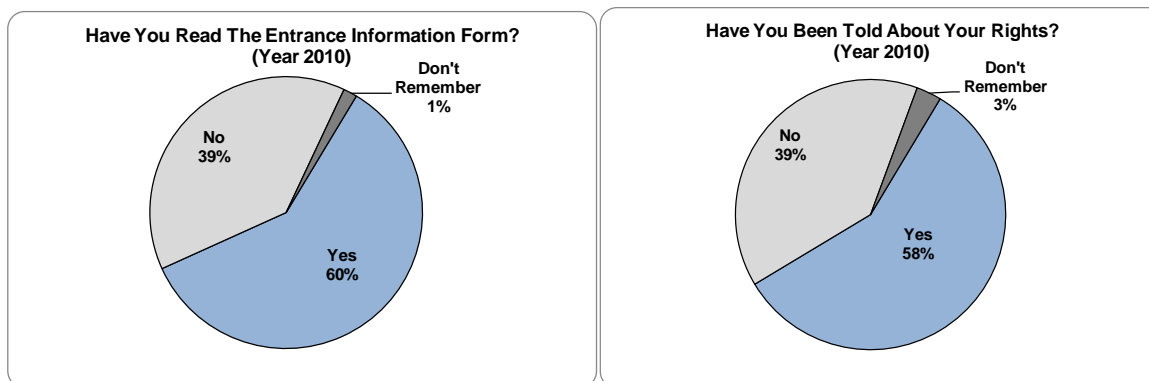 Have You Read The Entrance Information Form?
(Year 2010)
Don't
Remember
1%
No
39%
Yes
60%
Have You Been Told About Your Rights?
(Year 2010)
Don't
Remember
3%
No
39%
Yes
58%